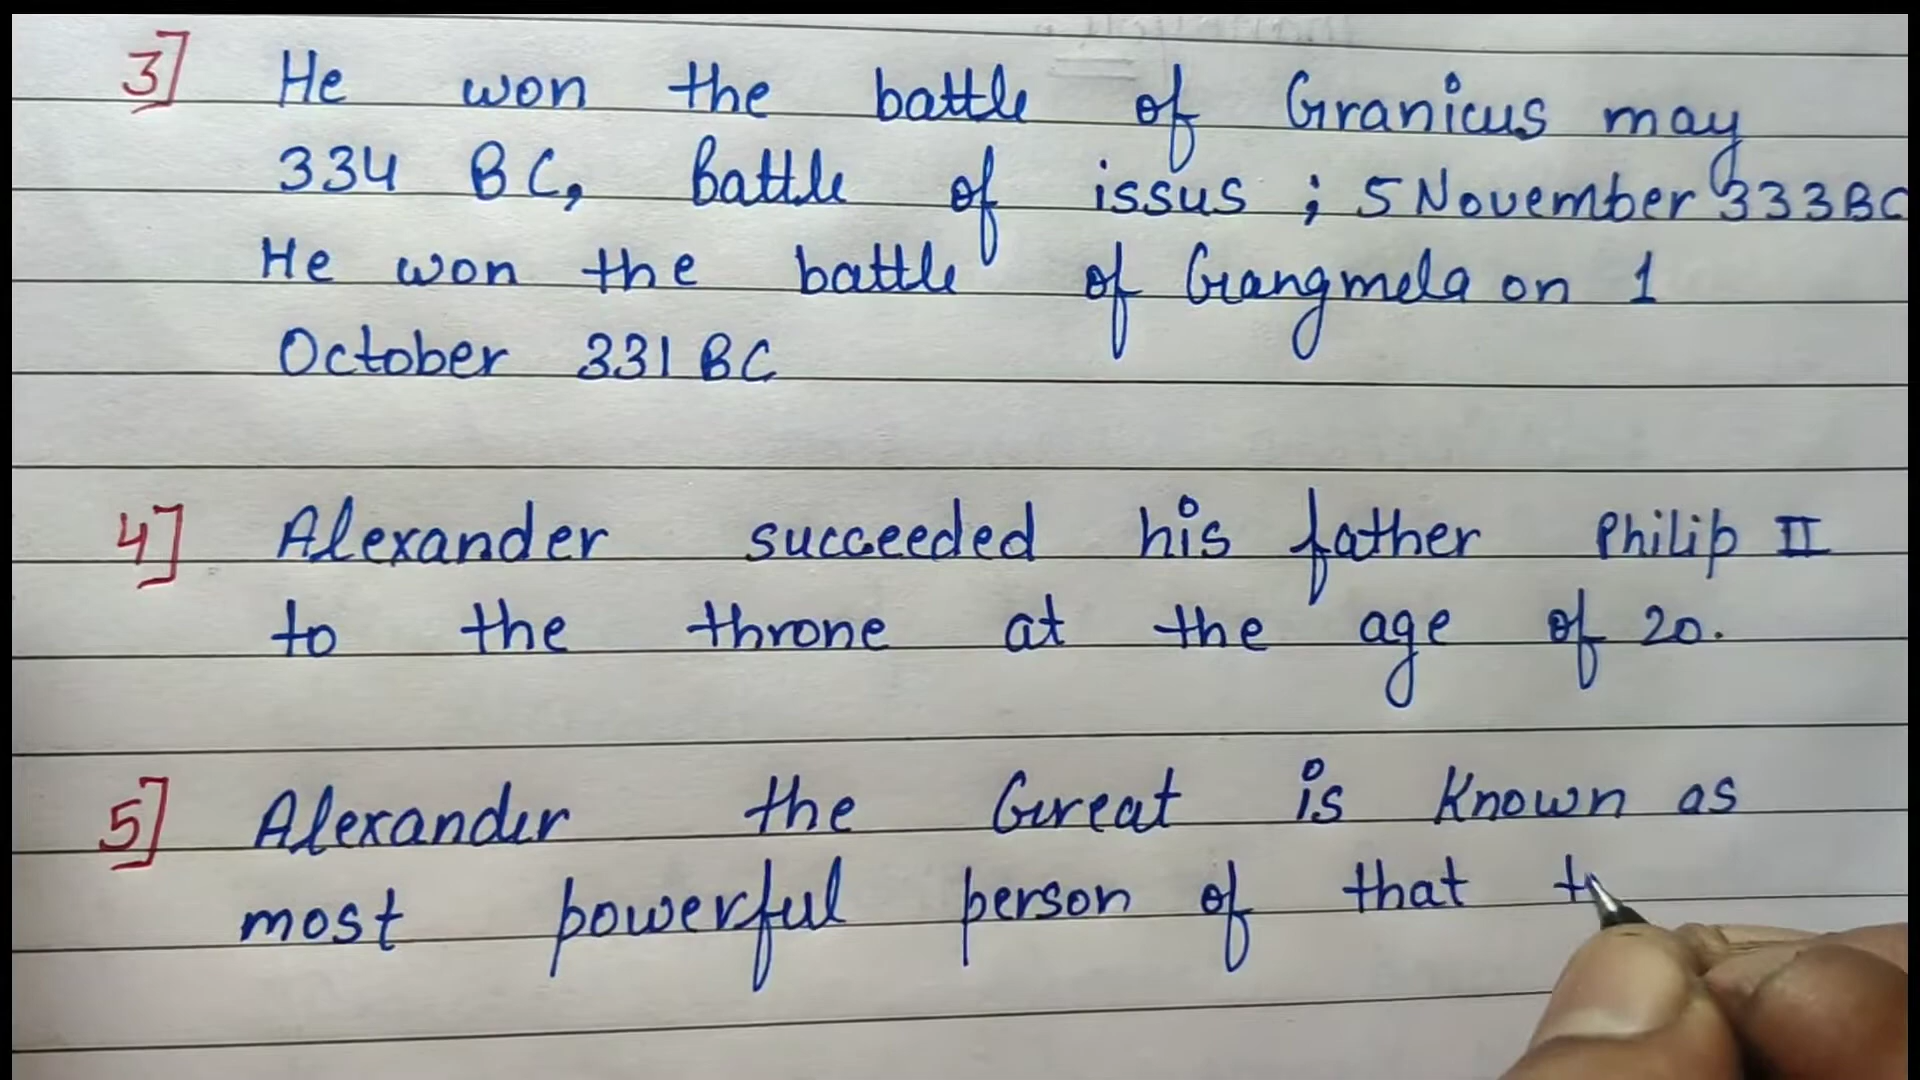 3] He won the battle of Granicus may
334 BC, Battle of issus ; 5 November 333BC
He won the battle of Gangmela on 1
October 331 BC
4] Alexander succeeded his father Philip II
to the throne at the age of 20.
5] Alexander the Great is Known as
most powerful person of that